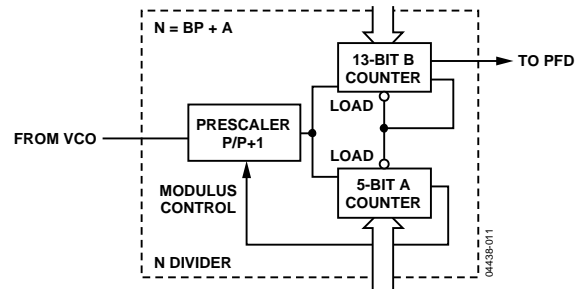 N = BP + A
13-BIT B
COUNTER
TO PFD
LOAD
PRESCALER
P/P+1
FROM VCO
LOAD
MODULUS
CONTROL
5-BIT A
COUNTER
N DIVIDER
04438-011